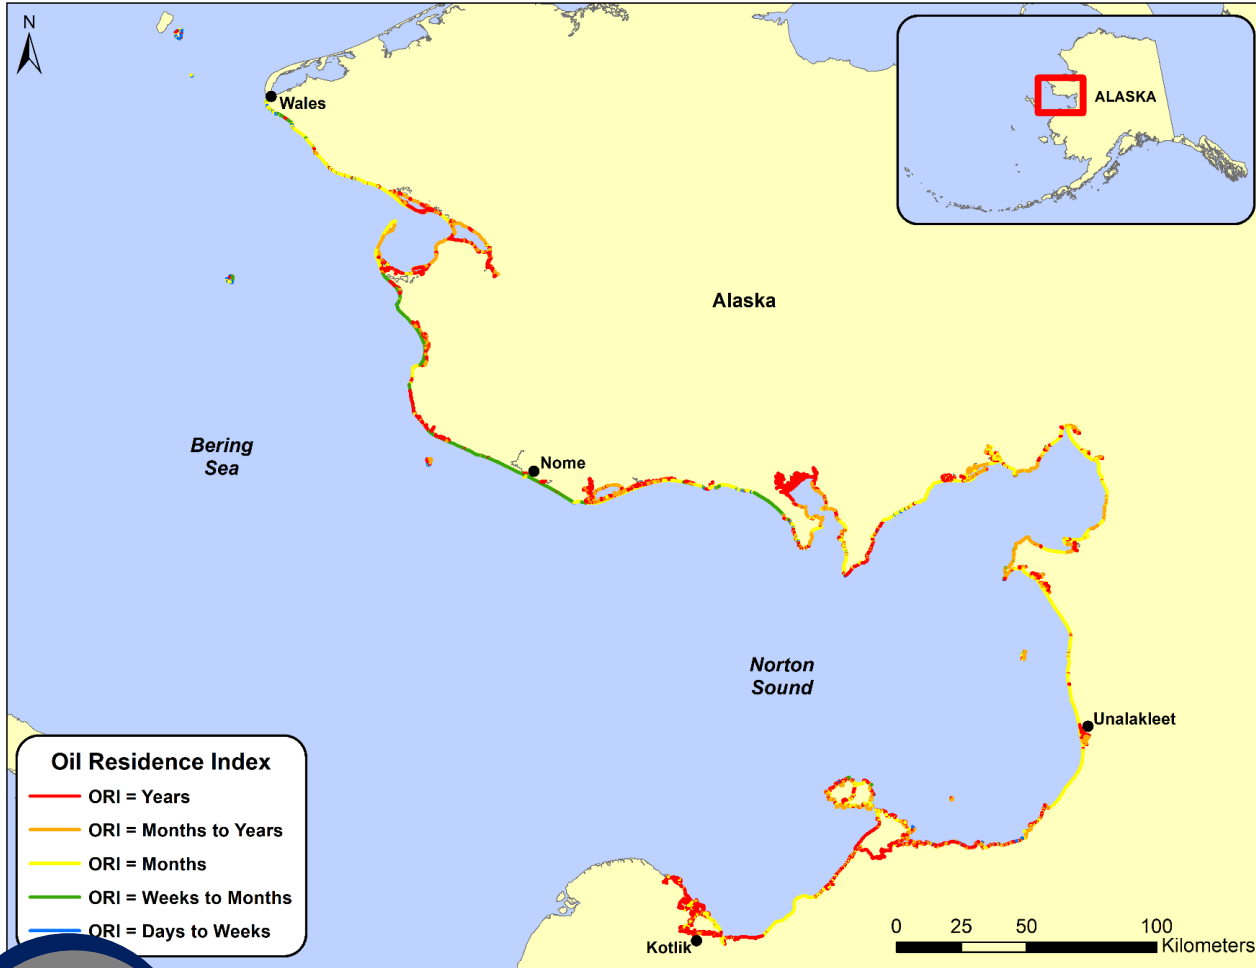 N
Wales
ALASKA
Alaska
Bering
Sea
Nome
Norton
Sound
Unalakleet
Oil Residence Index
ORI = Years
ORI = Months to Years
ORI = Months
ORI = Weeks to Months
ORI = Days to Weeks
Kotlik
0 25 50 100
Kilometers